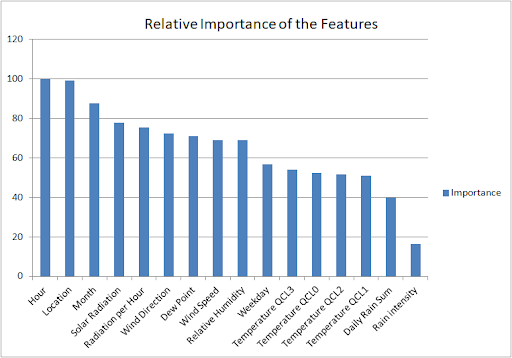 Relative Importance of the Features
120
100
80
60
40
20
0
Hour
Location
Month
Solar Radiation
Radiation per Hour
Wind Direction
Dew Point
Wind Speed
Relative Humidity
Weekday
Temperature QCL3
Temperature QCL0
Temperature QCL2
Temperature QCL1
Daily Rain Sum
Rain intensity
Importance